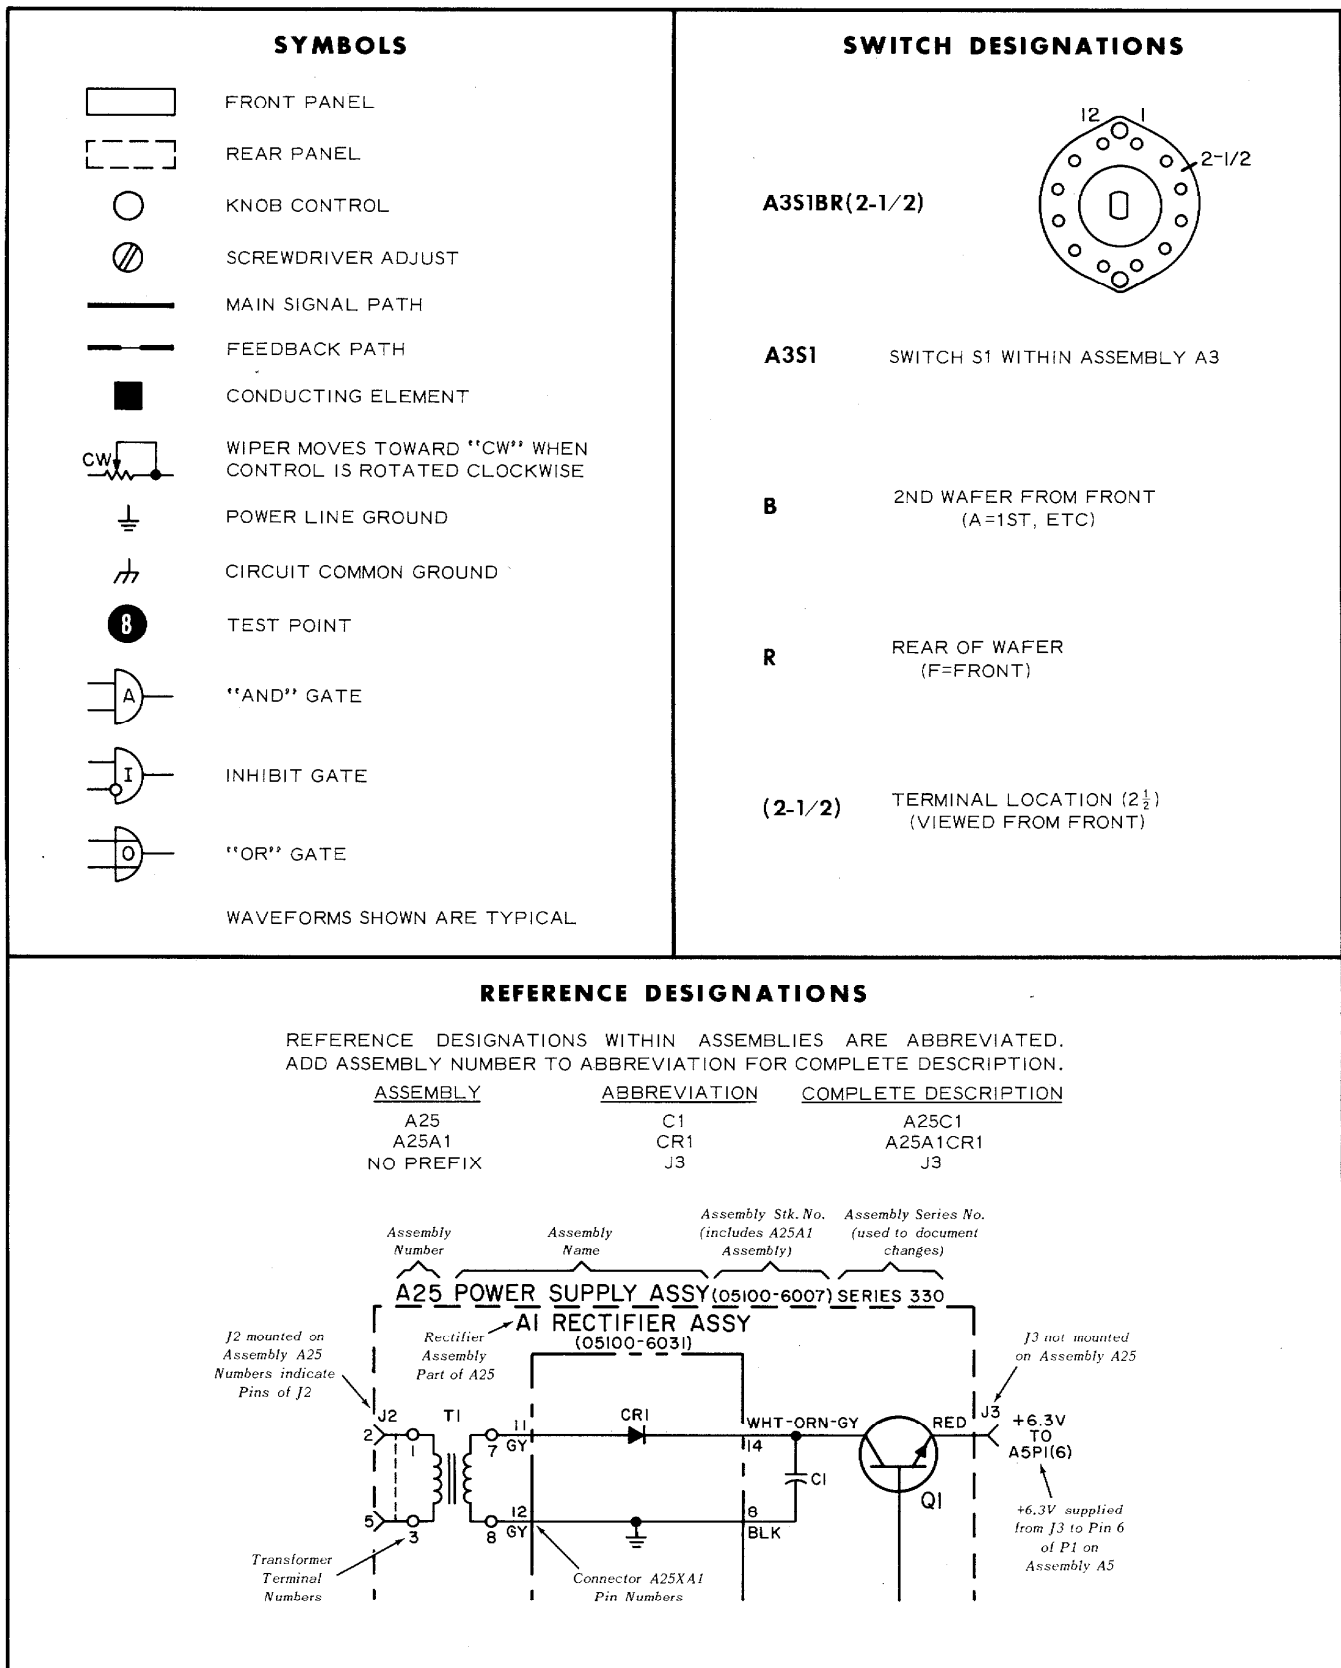 SYMBOLS
FRONT PANEL
REAR PANEL
KNOB CONTROL
SCREWDRIVER ADJUST
MAIN SIGNAL PATH
FEEDBACK PATH
CONDUCTING ELEMENT
CW
WIPER MOVES TOWARD "CW" WHEN
CONTROL IS ROTATED CLOCKWISE
POWER LINE GROUND
CIRCUIT COMMON GROUND
8
TEST POINT
A
"AND" GATE
I
INHIBIT GATE
O
"OR" GATE
WAVEFORMS SHOWN ARE TYPICAL
SWITCH DESIGNATIONS
12 1
2-1/2
A3S1BR(2-1/2)
A3S1 SWITCH S1 WITHIN ASSEMBLY A3
B 2ND WAFER FROM FRONT
(A=1ST, ETC)
R REAR OF WAFER
(F=FRONT)
(2-1/2) TERMINAL LOCATION (2½)
(VIEWED FROM FRONT)
REFERENCE DESIGNATIONS
REFERENCE DESIGNATIONS WITHIN ASSEMBLIES ARE ABBREVIATED.
ADD ASSEMBLY NUMBER TO ABBREVIATION FOR COMPLETE DESCRIPTION.
ASSEMBLY ABBREVIATION COMPLETE DESCRIPTION
A25 C1 A25C1
A25A1 CR1 A25A1CR1
NO PREFIX J3 J3
Assembly
Number
Assembly
Name
Assembly Stk. No.
(includes A25A1
Assembly)
Assembly Series No.
(used to document
changes)
A25 POWER SUPPLY ASSY (05100-6007) SERIES 330
A1 RECTIFIER ASSY
(05100-6031)
J2 mounted on
Assembly A25
Numbers indicate
Pins of J2
Rectifier
Assembly
Part of A25
J3 not mounted
on Assembly A25
J2
T1
2
1
7
11
GY
CR1
WHT-ORN-GY
14
RED
J3
+6.3V
TO
A5P1(6)
C1
Q1
5
3
8
12
GY
8
BLK
+6.3V supplied
from J3 to Pin 6
of P1 on
Assembly A5
Transformer
Terminal
Numbers
Connector A25XA1
Pin Numbers